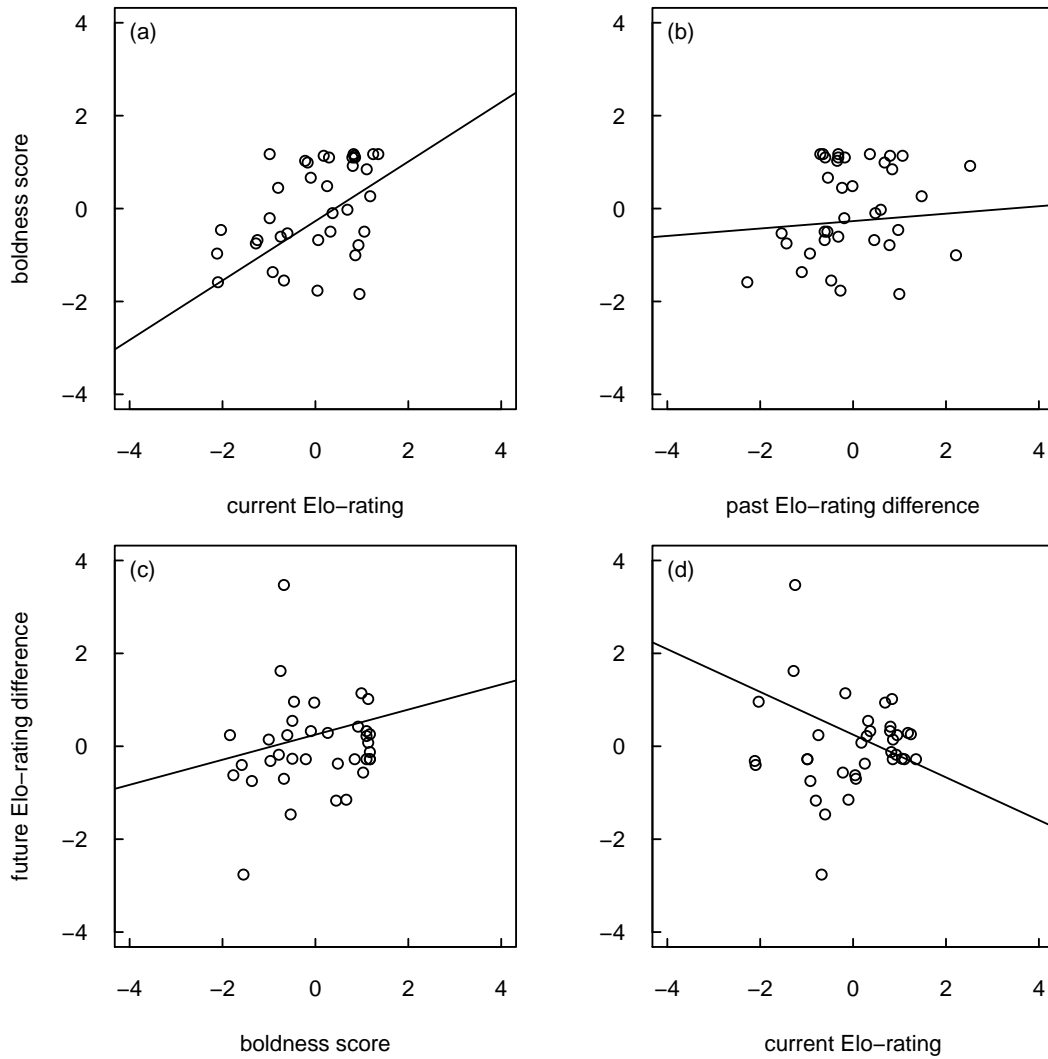 (a)
4
2
0
−2
−4
boldness score
−4 −2 0 2 4
current Elo−rating
(b)
4
2
0
−2
−4
−4 −2 0 2 4
past Elo−rating difference
(c)
4
2
0
−2
−4
future Elo−rating difference
−4 −2 0 2 4
boldness score
(d)
4
2
0
−2
−4
−4 −2 0 2 4
current Elo−rating